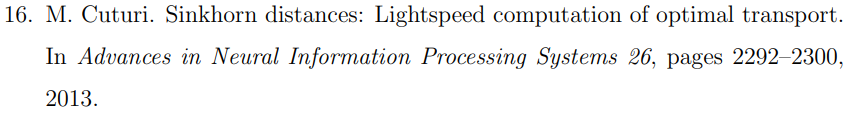 16. M. Cuturi. Sinkhorn distances: Lightspeed computation of optimal transport.
In Advances in Neural Information Processing Systems 26, pages 2292–2300,
2013.